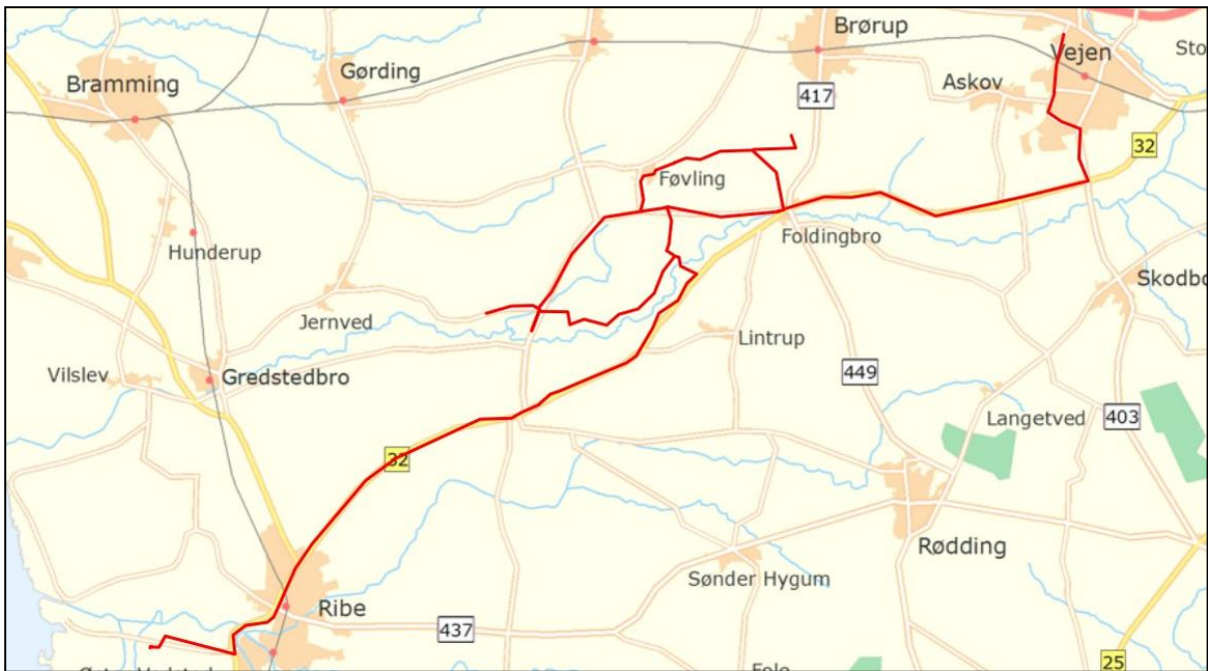 Brørup
Vejen
Sto
Gørding
Bramming
Askov
417
32
Føvling
Foldingbro
Hunderup
Skodbo
Jernved
Lintrup
Vilslev
Gredstedbro
449
Langetved
403
32
Rødding
Sønder Hygum
Ribe
437
25